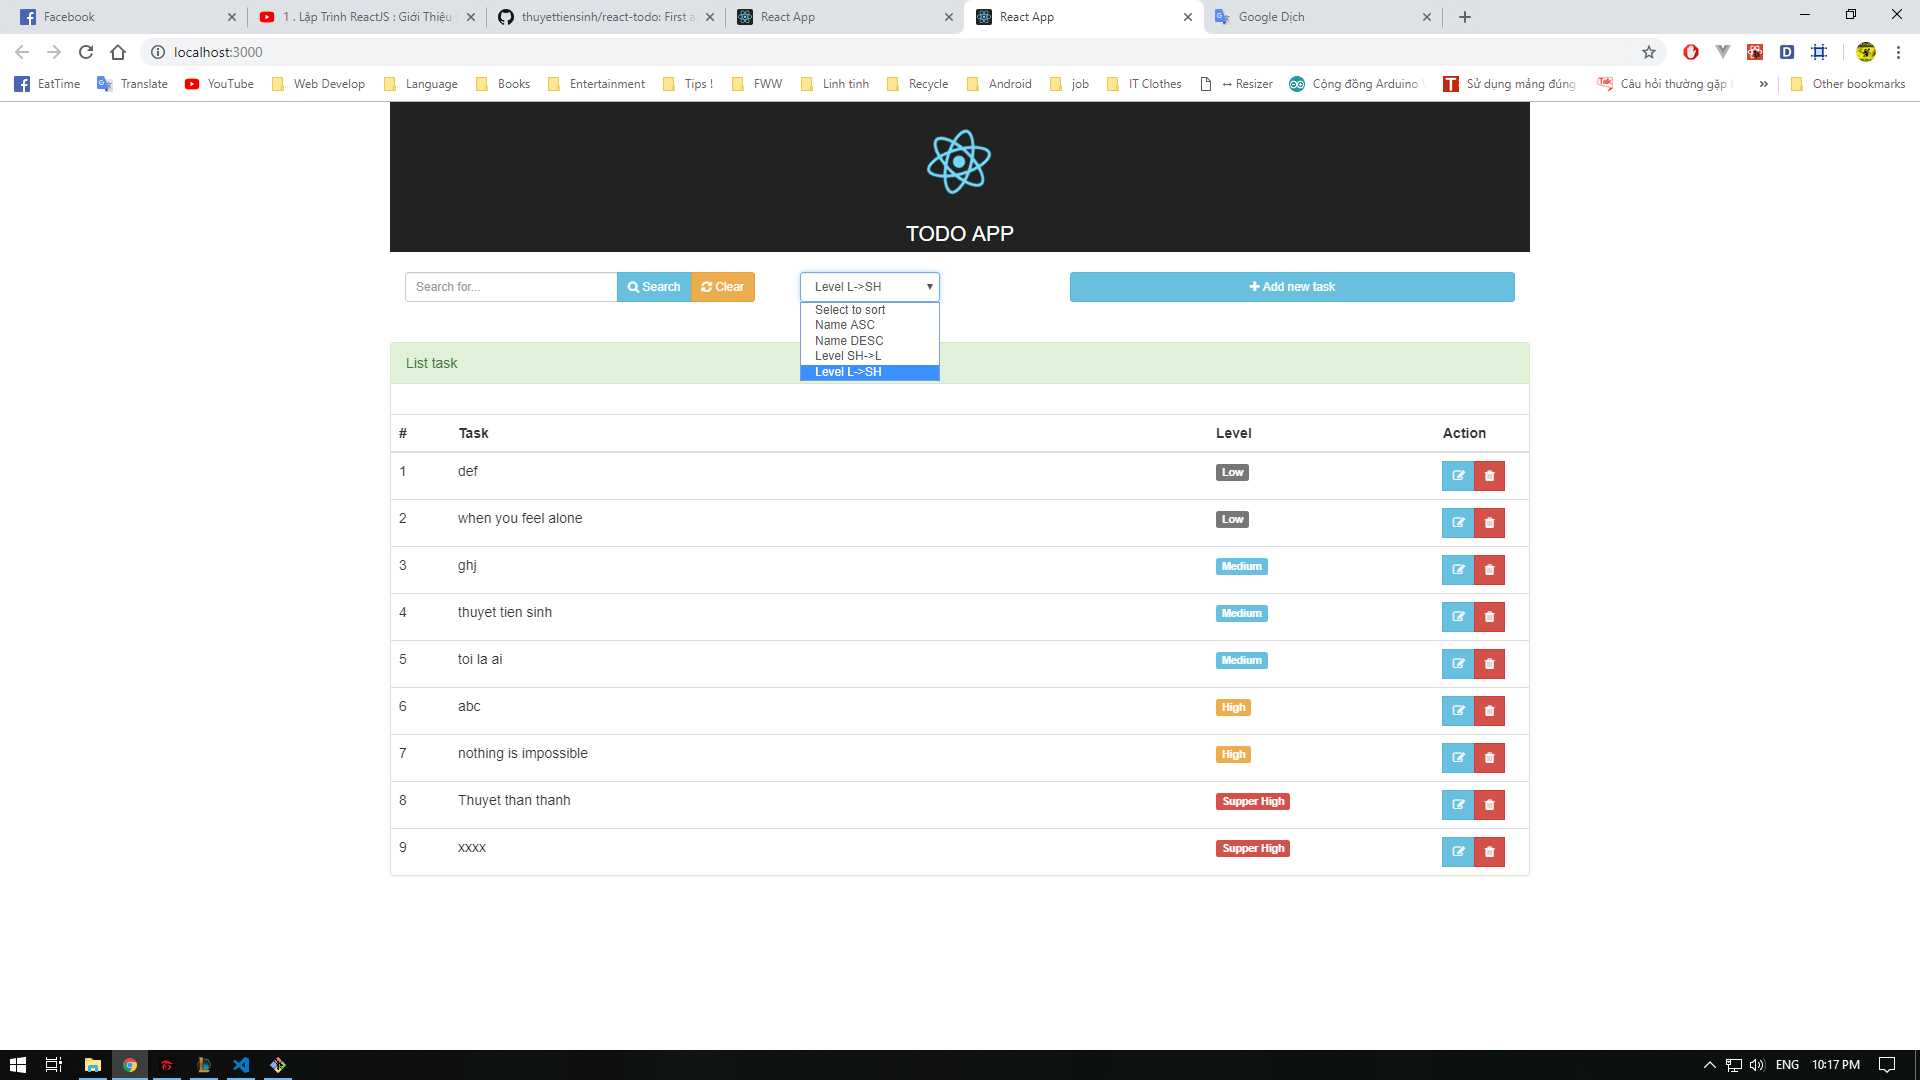 Facebook
1 . Lập Trình ReactJS : Giới Thiệu
thuyettiensinh/react-todo: First a
React App
React App
Google Dịch
localhost:3000
EatTime
Translate
YouTube
Web Develop
Language
Books
Entertainment
Tips !
FWW
Linh tinh
Recycle
Android
job
IT Clothes
↔ Resizer
Cộng đồng Arduino
Sử dụng mảng đúng
Câu hỏi thường gặp
»
Other bookmarks
TODO APP
Search for...
Search
Clear
Level L->SH
Add new task
Select to sort
Name ASC
Name DESC
Level SH->L
Level L->SH
List task
# Task Level Action
1 def Low
2 when you feel alone Low
3 ghj Medium
4 thuyet tien sinh Medium
5 toi la ai Medium
6 abc High
7 nothing is impossible High
8 Thuyet than thanh Supper High
9 xxxx Supper High
ENG 10:17 PM